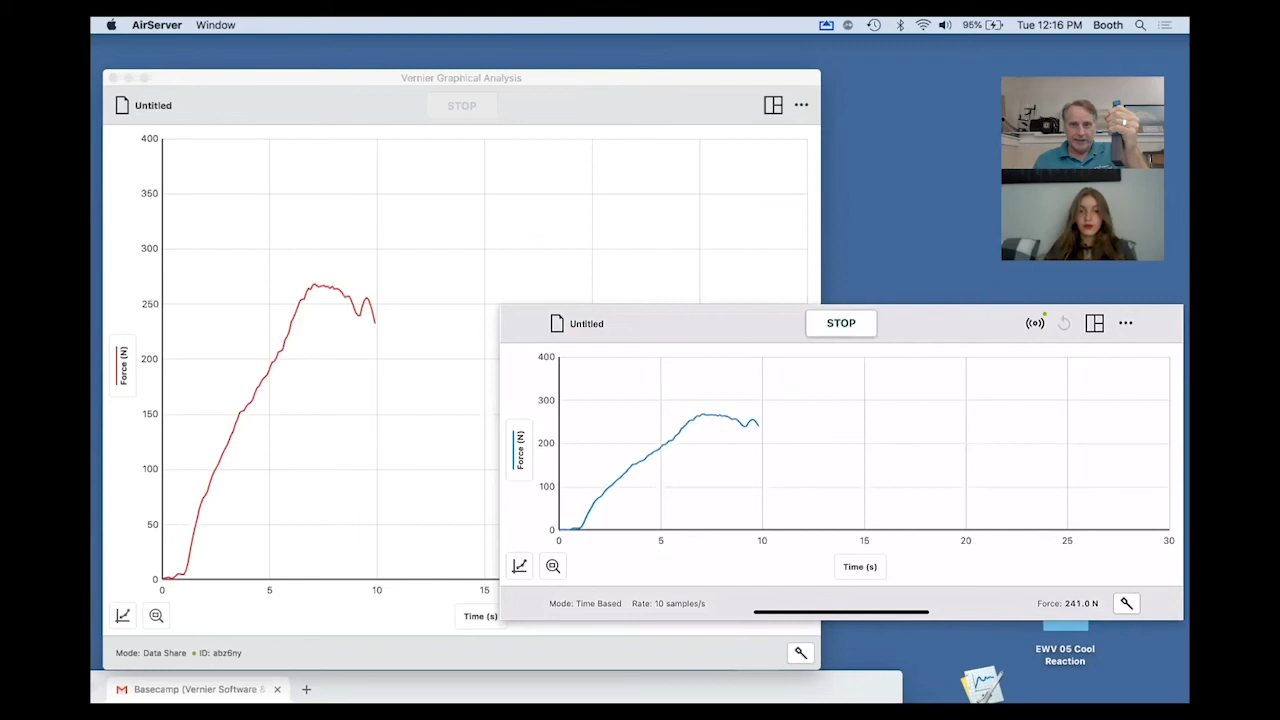 AirServer Window 95% Tue 12:16 PM Booth
Vernier Graphical Analysis
Untitled STOP
400
350
300
250
200
150
100
50
0
Force (N)
0 5 10 15
Time (s)
Mode: Data Share ID: abz6ny
Untitled STOP
400
300
200
100
0
Force (N)
0 5 10 15 20 25 30
Time (s)
Mode: Time Based Rate: 10 samples/s Force: 241.0 N
EWV 05 Cool
Reaction
Basecamp (Vernier Software &